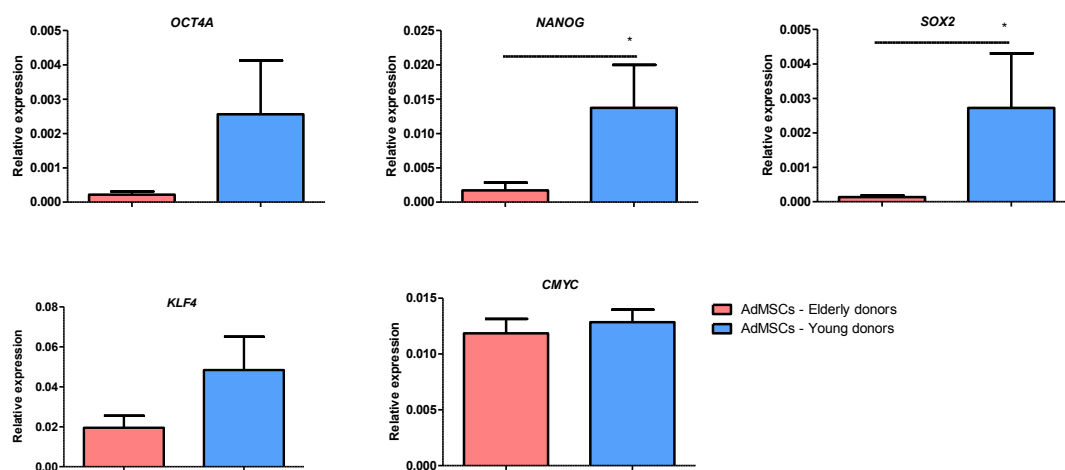 OCT4A
Relative expression
0.005
0.004
0.003
0.002
0.001
0.000
NANOG
*
Relative expression
0.025
0.020
0.015
0.010
0.005
0.000
SOX2
*
Relative expression
0.005
0.004
0.003
0.002
0.001
0.000
KLF4
Relative expression
0.08
0.06
0.04
0.02
0.00
CMYC
Relative expression
0.015
0.010
0.005
0.000
AdMSCs - Elderly donors
AdMSCs - Young donors